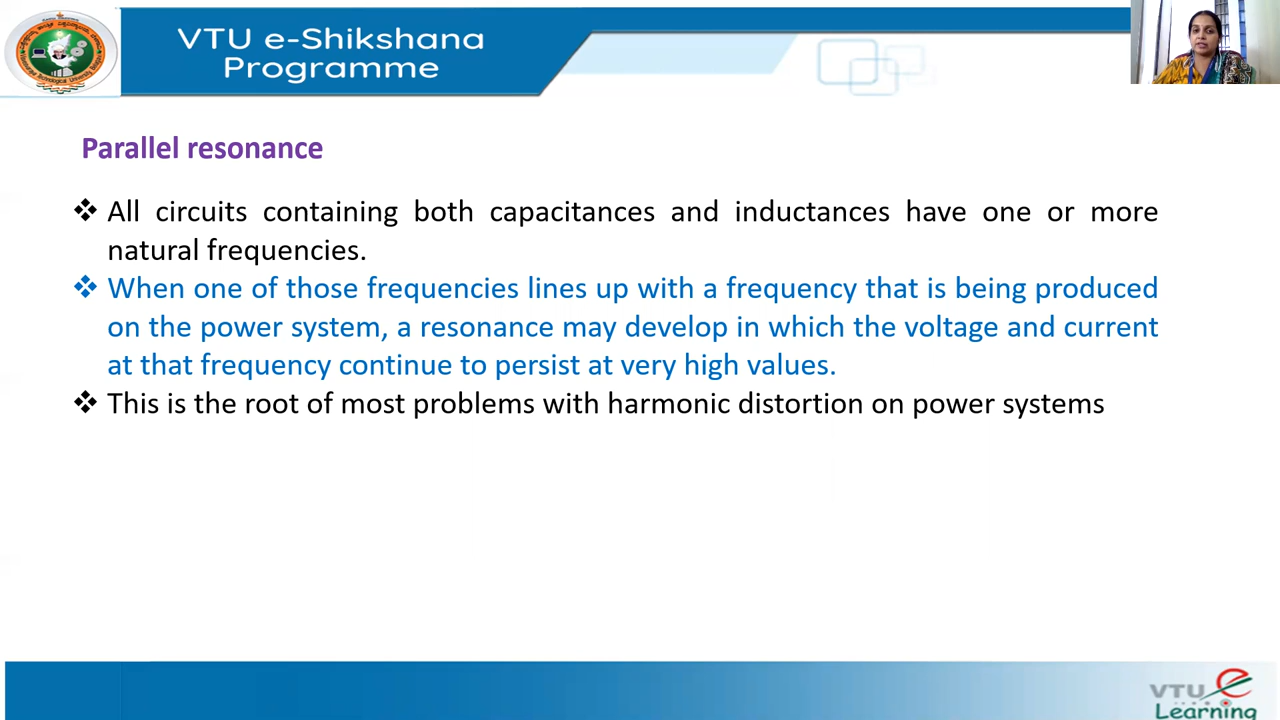 VTU e-Shikshana
Programme
Parallel resonance
❖ All circuits containing both capacitances and inductances have one or more
natural frequencies.
❖ When one of those frequencies lines up with a frequency that is being produced
on the power system, a resonance may develop in which the voltage and current
at that frequency continue to persist at very high values.
❖ This is the root of most problems with harmonic distortion on power systems
VTU e
Learning